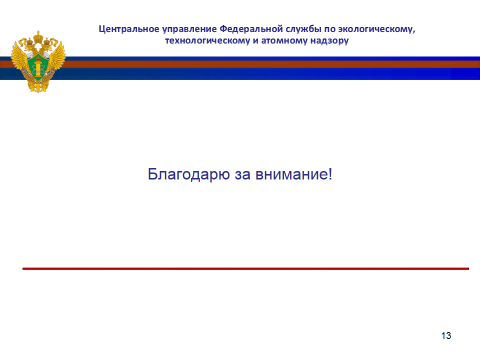 Центральное управление Федеральной службы по экологическому,
технологическому и атомному надзору
Благодарю за внимание!
13